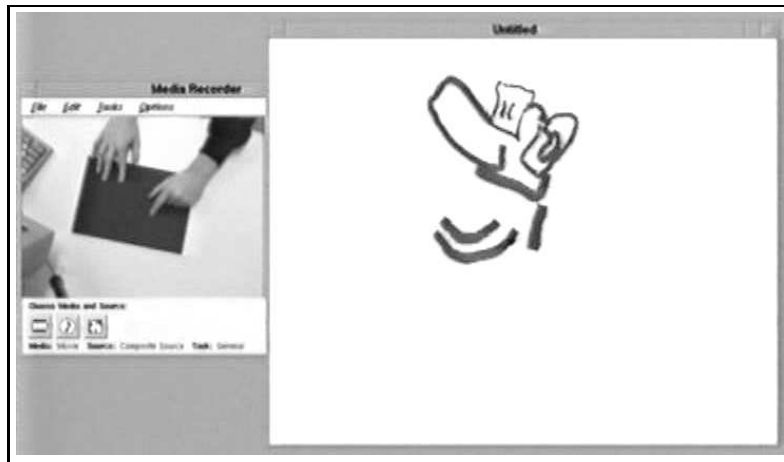 Untitled
Media Recorder
File Edit Tasks Options
Choose Media and Source:
Media: Movie Source: Composite Source Task: General